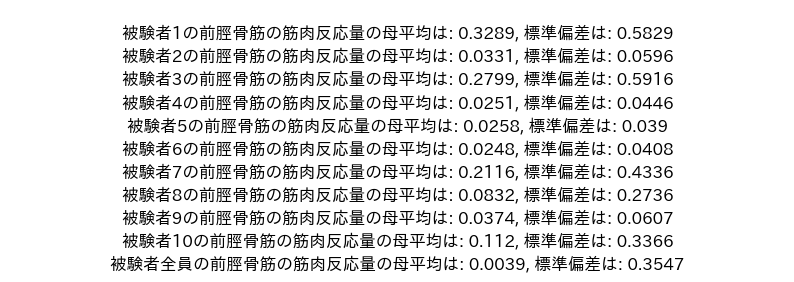 被験者1の前脛骨筋の筋肉反応量の母平均は: 0.3289, 標準偏差は: 0.5829
被験者2の前脛骨筋の筋肉反応量の母平均は: 0.0331, 標準偏差は: 0.0596
被験者3の前脛骨筋の筋肉反応量の母平均は: 0.2799, 標準偏差は: 0.5916
被験者4の前脛骨筋の筋肉反応量の母平均は: 0.0251, 標準偏差は: 0.0446
被験者5の前脛骨筋の筋肉反応量の母平均は: 0.0258, 標準偏差は: 0.039
被験者6の前脛骨筋の筋肉反応量の母平均は: 0.0248, 標準偏差は: 0.0408
被験者7の前脛骨筋の筋肉反応量の母平均は: 0.2116, 標準偏差は: 0.4336
被験者8の前脛骨筋の筋肉反応量の母平均は: 0.0832, 標準偏差は: 0.2736
被験者9の前脛骨筋の筋肉反応量の母平均は: 0.0374, 標準偏差は: 0.0607
被験者10の前脛骨筋の筋肉反応量の母平均は: 0.112, 標準偏差は: 0.3366
被験者全員の前脛骨筋の筋肉反応量の母平均は: 0.0039, 標準偏差は: 0.3547